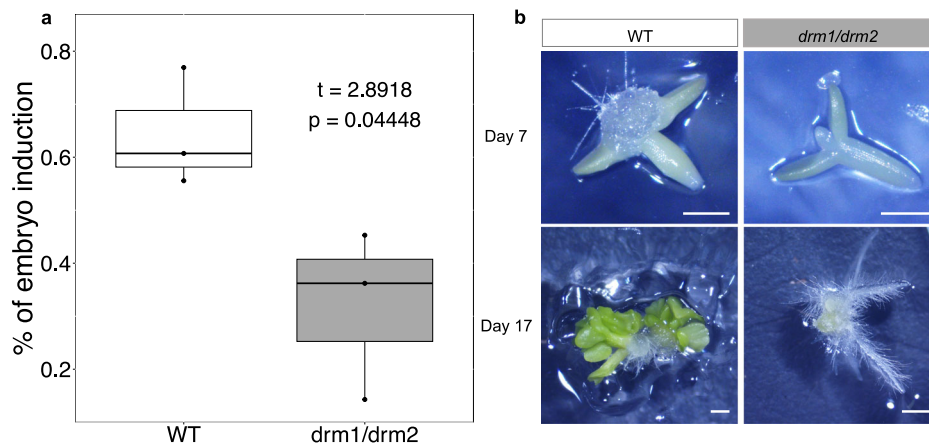 a
% of embryo induction
0.8
0.6
0.4
0.2
t = 2.8918
p = 0.04448
WT
drm1/drm2
b
WT
drm1/drm2
Day 7
Day 17